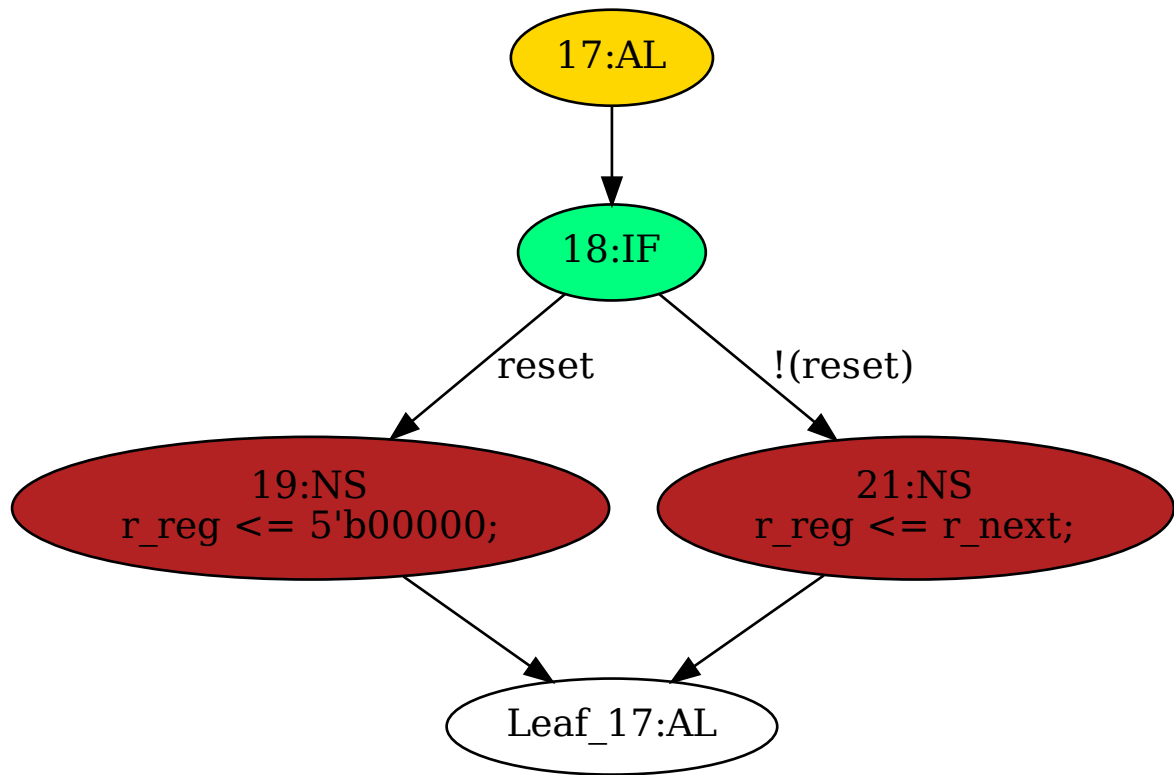 17:AL
18:IF
reset
!(reset)
19:NS
r_reg <= 5'b00000;
21:NS
r_reg <= r_next;
Leaf_17:AL